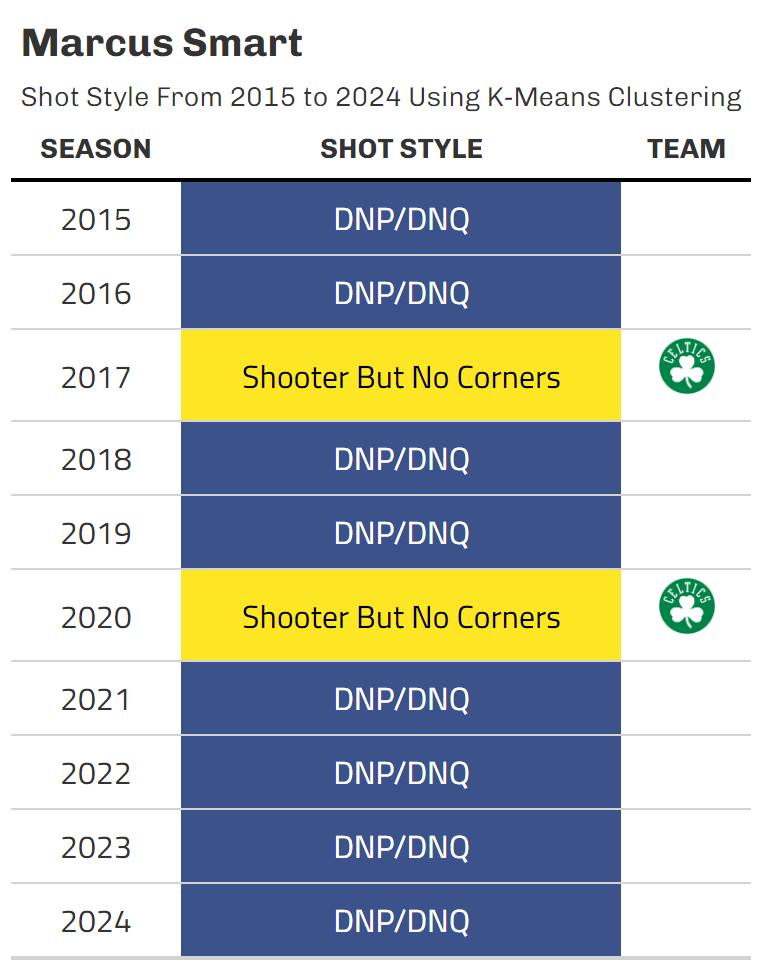 Marcus Smart
Shot Style From 2015 to 2024 Using K-Means Clustering
SEASON SHOT STYLE TEAM
2015 DNP/DNQ
2016 DNP/DNQ
2017 Shooter But No Corners CELTICS
2018 DNP/DNQ
2019 DNP/DNQ
2020 Shooter But No Corners CELTICS
2021 DNP/DNQ
2022 DNP/DNQ
2023 DNP/DNQ
2024 DNP/DNQ